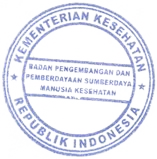 KEMENTERIAN KESEHATAN
BADAN PENGEMBANGAN DAN
PEMBERDAYAAN SUMBERDAYA
MANUSIA KESEHATAN
REPUBLIK INDONESIA